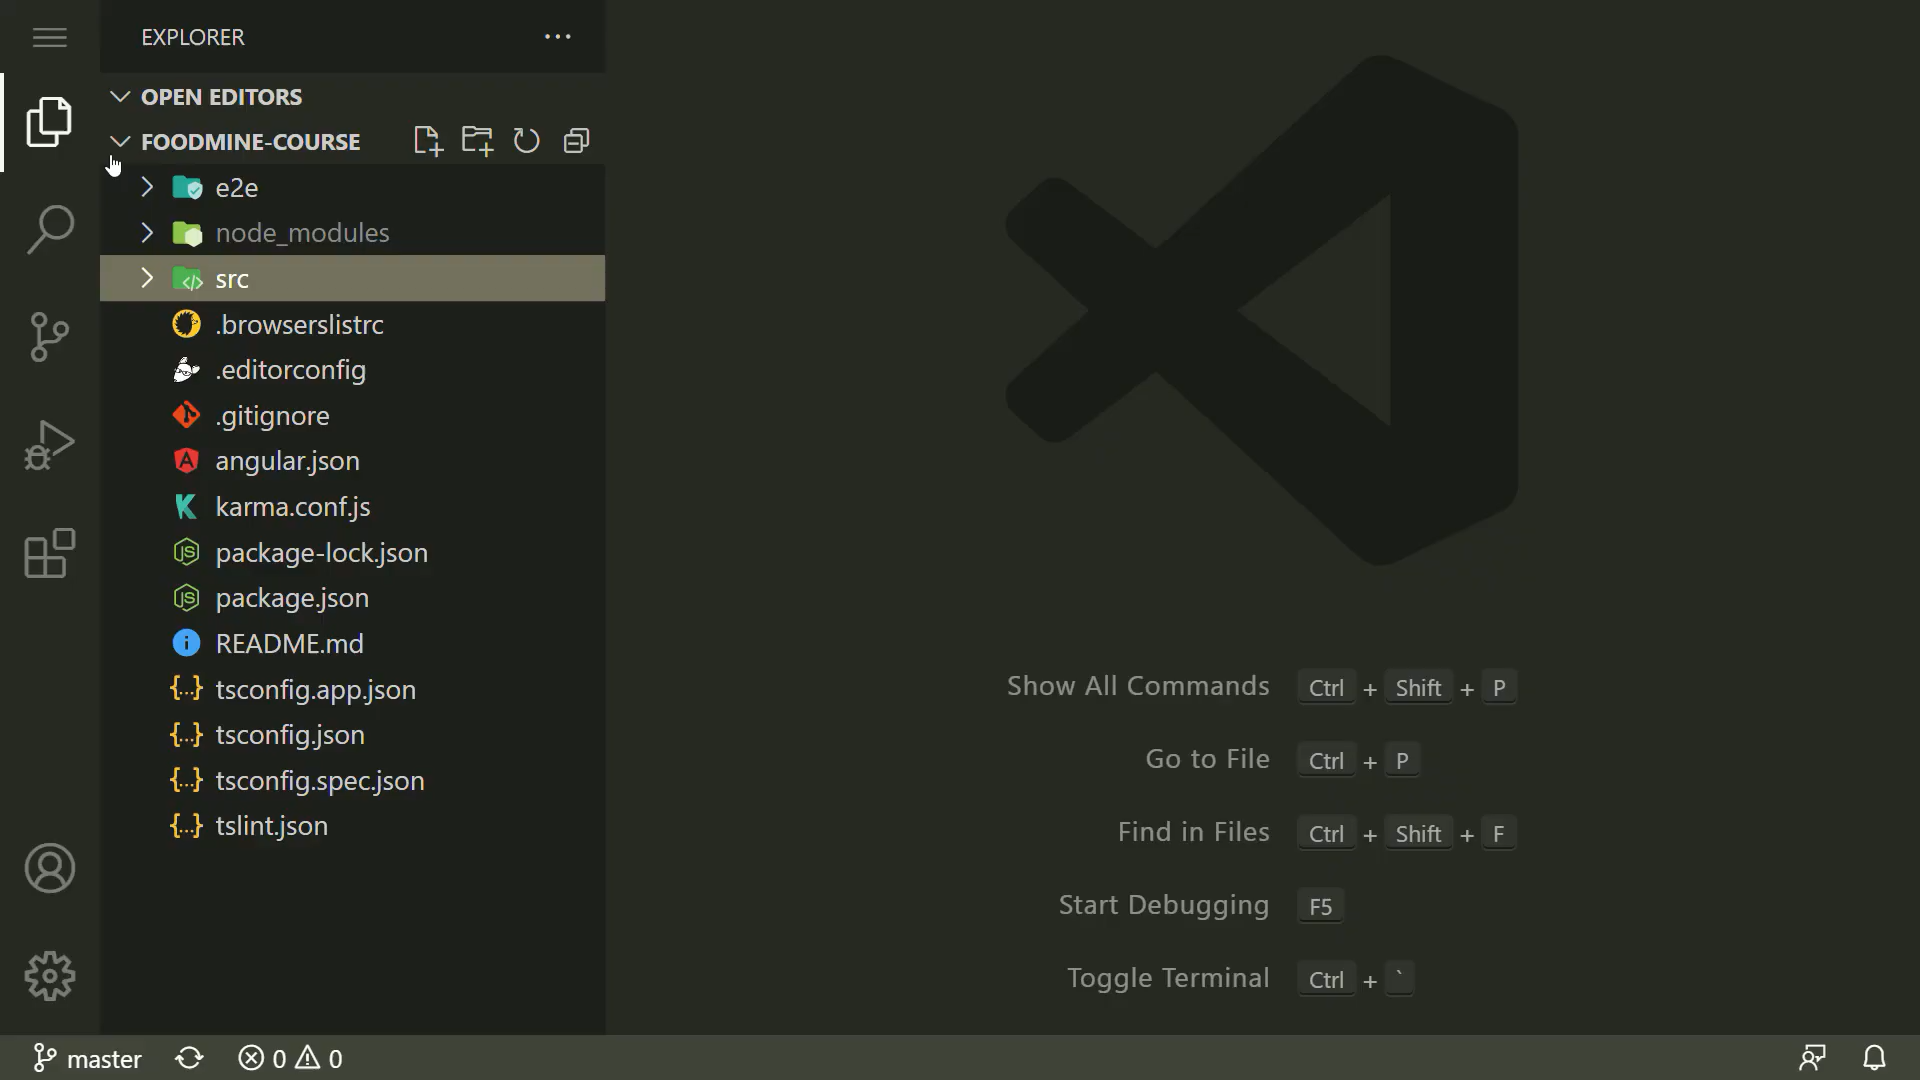 EXPLORER
OPEN EDITORS
FOODMINE-COURSE
e2e
node_modules
src
.browserslistrc
.editorconfig
.gitignore
angular.json
karma.conf.js
package-lock.json
package.json
README.md
tsconfig.app.json
tsconfig.json
tsconfig.spec.json
tslint.json
Show All Commands Ctrl + Shift + P
Go to File Ctrl + P
Find in Files Ctrl + Shift + F
Start Debugging F5
Toggle Terminal Ctrl + `
master 0 0